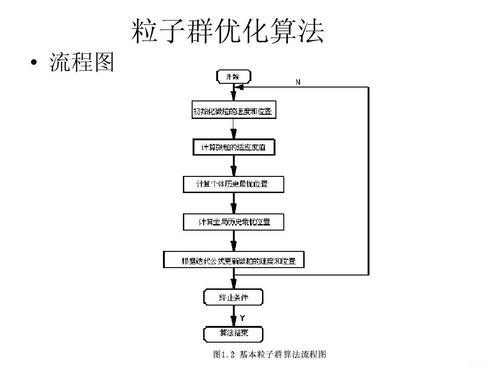 粒子群优化算法
• 流程图
开始
N
初始化微粒的速度和位置
计算微粒的适应度值
计算个体历史最优位置
计算全局历史最优位置
根据迭代公式更新微粒的速度和位置
终止条件
Y
算法结束
图1.2 基本粒子群算法流程图